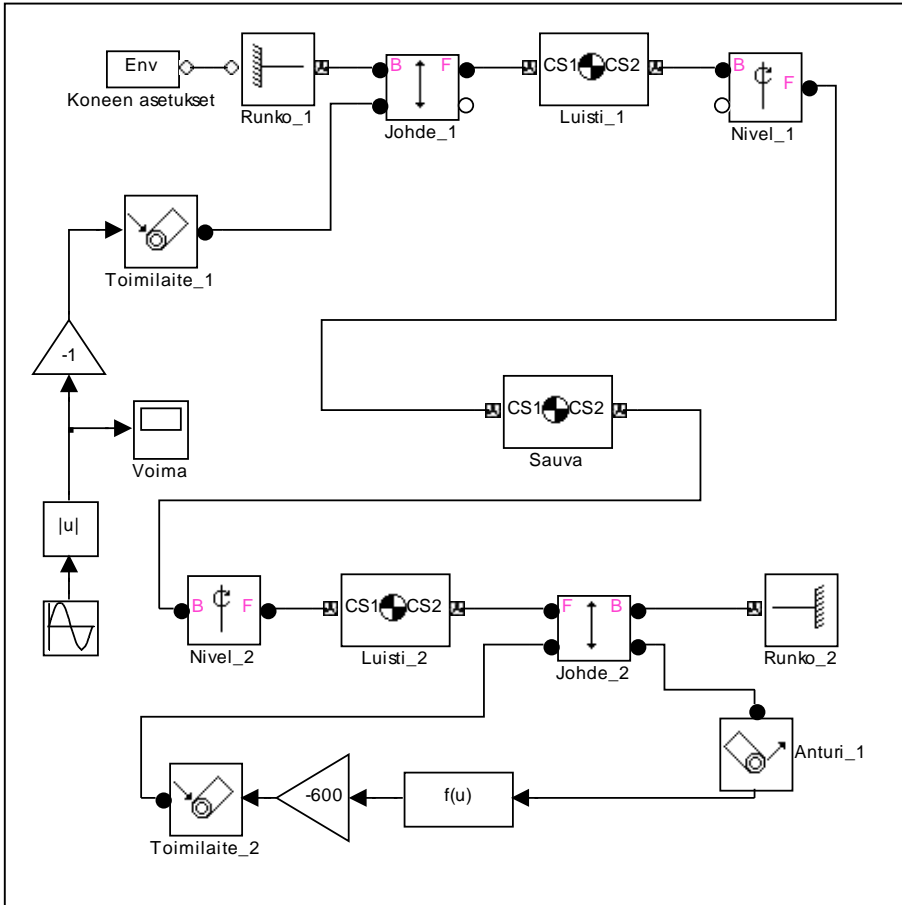 Env
Koneen asetukset
Runko_1
B F
Johde_1
CS1 CS2
Luisti_1
B F
Nivel_1
Toimilaite_1
-1
Voima
|u|
CS1 CS2
Sauva
B F
Nivel_2
CS1 CS2
Luisti_2
F B
Johde_2
Runko_2
Anturi_1
f(u)
-600
Toimilaite_2